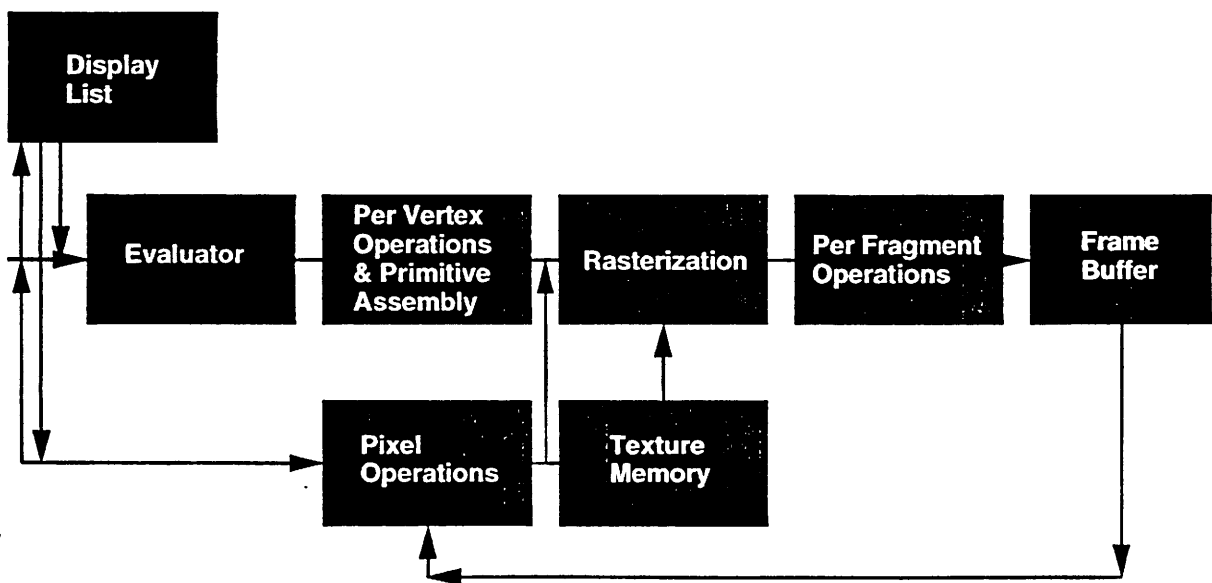 Display
List
Evaluator
Per Vertex
Operations
& Primitive
Assembly
Rasterization
Per Fragment
Operations
Frame
Buffer
Pixel
Operations
Texture
Memory